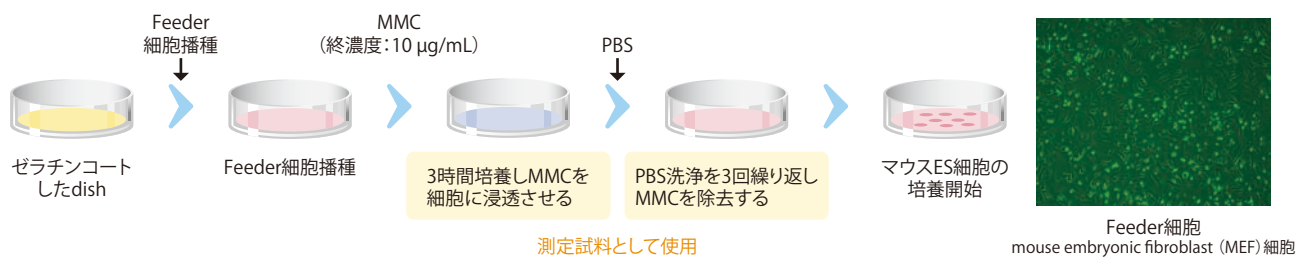 Feeder
細胞播種
MMC
（終濃度：10 μg/mL）
PBS
ゼラチンコート
したdish
Feeder細胞播種
3時間培養しMMCを
細胞に浸透させる
PBS洗浄を3回繰り返し
MMCを除去する
マウスES細胞の
培養開始
測定試料として使用
Feeder細胞
mouse embryonic fibroblast（MEF）細胞